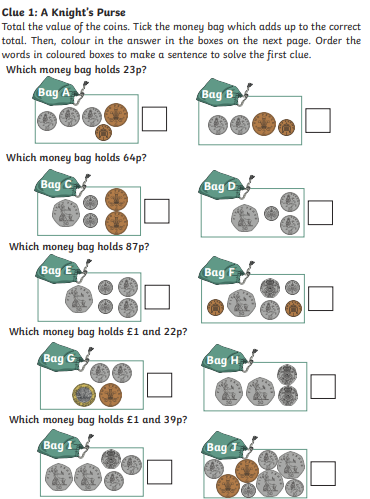 Clue 1: A Knight's Purse
Total the value of the coins. Tick the money bag which adds up to the correct
total. Then, colour in the answer in the boxes on the next page. Order the
words in coloured boxes to make a sentence to solve the first clue.
Which money bag holds 23p?
Bag A
Bag B
Which money bag holds 64p?
Bag C
Bag D
Which money bag holds 87p?
Bag E
Bag F
Which money bag holds £1 and 22p?
Bag G
Bag H
Which money bag holds £1 and 39p?
Bag I
Bag J